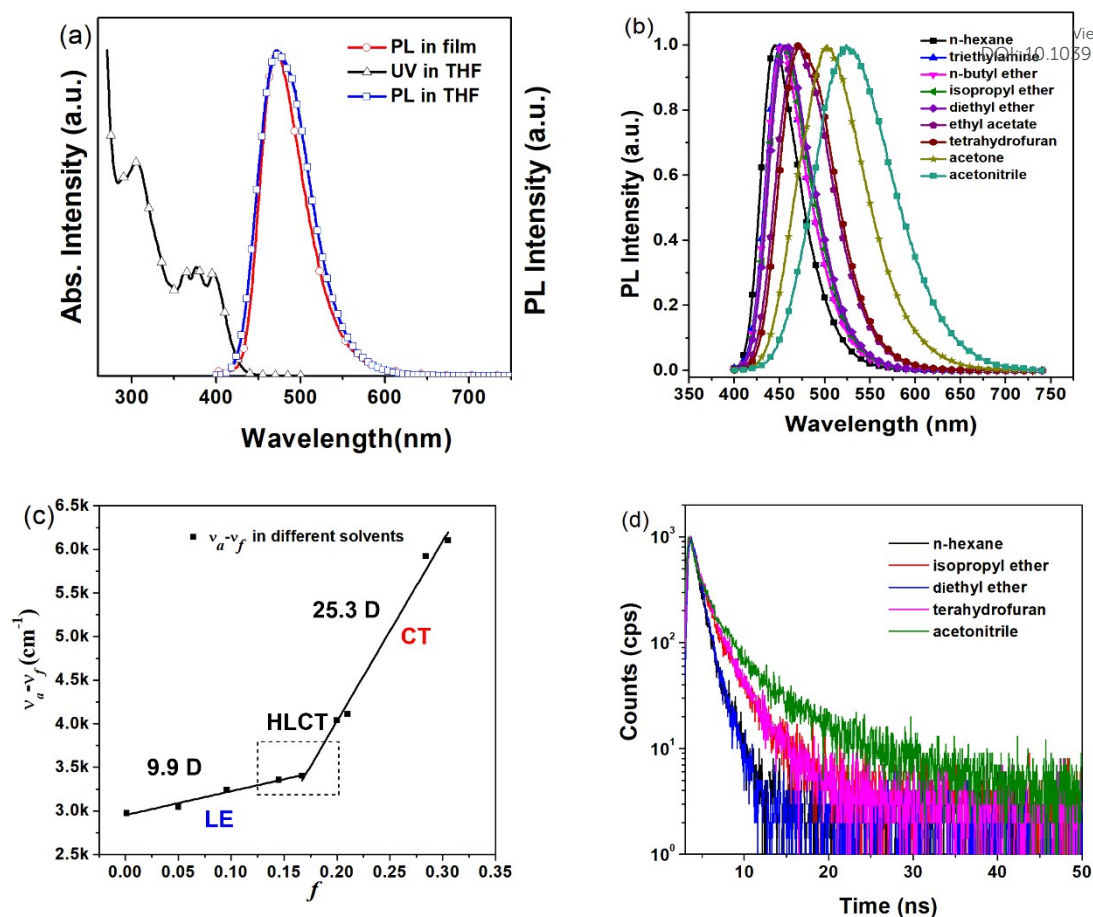 (a)
PL in film
UV in THF
PL in THF
Abs. Intensity (a.u.)
PL Intensity (a.u.)
300 400 500 600 700
Wavelength(nm)
(b)
Vie
DOI: 10.1039
n-hexane
triethylamine
n-butyl ether
isopropyl ether
diethyl ether
ethyl acetate
tetrahydrofuran
acetone
acetonitrile
PL Intensity (a.u.)
1.0
0.8
0.6
0.4
0.2
0.0
400 450 500 550 600 650 700 750
Wavelength (nm)
(c)
6.5k
6.0k
5.5k
5.0k
4.5k
4.0k
3.5k
3.0k
2.5k
νa-νf (cm⁻¹)
νa-νf in different solvents
25.3 D
CT
HLCT
9.9 D
LE
0.00 0.05 0.10 0.15 0.20 0.25 0.30 0.35
f
(d)
n-hexane
isopropyl ether
diethyl ether
terahydrofuran
acetonitrile
Counts (cps)
10³
10²
10¹
10⁰
10 20 30 40 50
Time (ns)